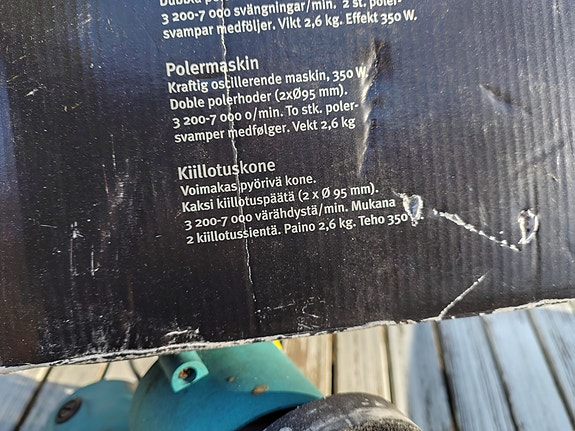 3 200-7 000 svängningar/min. 2 st. poler-
svampar medföljer. Vikt 2,6 kg. Effekt 350 W.
Polermaskin
Kraftig oscillerende maskin, 350 W.
Doble polerhoder (2xØ95 mm).
3 200-7 000 o/min. To stk. poler-
svamper medfølger. Vekt 2,6 kg
Kiillotuskone
Voimakas pyörivä kone.
Kaksi kiillotuspäätä (2 x Ø 95 mm).
3 200-7 000 värähdystä/min. Mukana
2 kiillotussientä. Paino 2,6 kg. Teho 350